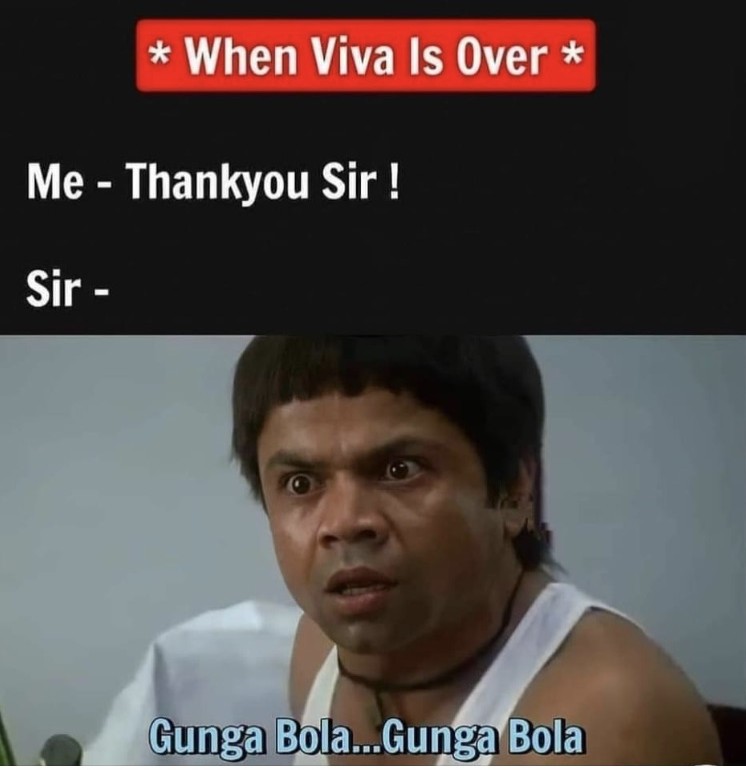 * When Viva Is Over *
Me - Thankyou Sir !
Sir -
Gunga Bola...Gunga Bola